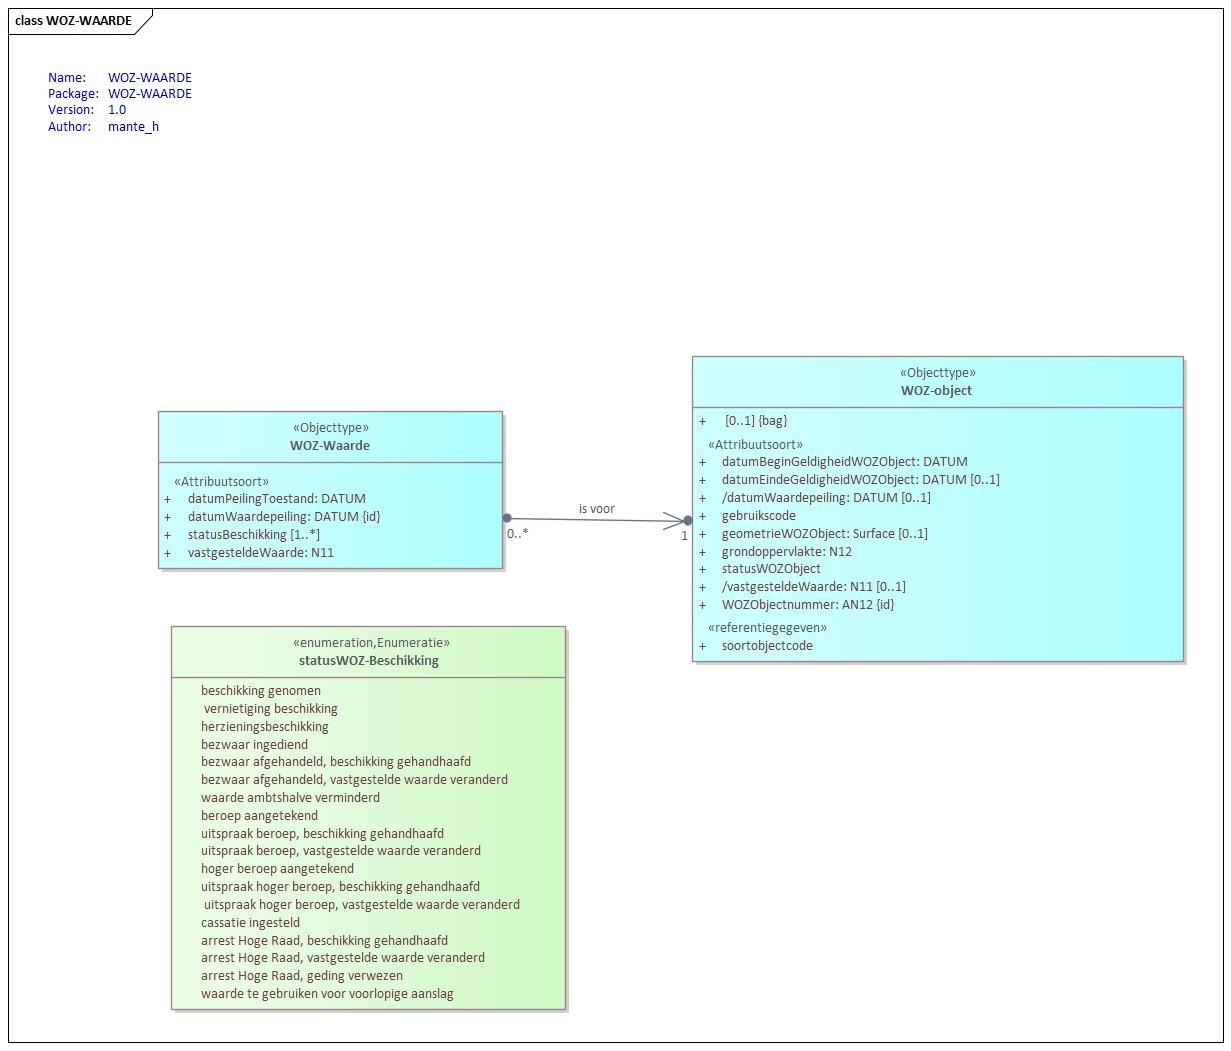 class WOZ-WAARDE
Name: WOZ-WAARDE
Package: WOZ-WAARDE
Version: 1.0
Author: mante_h
«Objecttype»
WOZ-Waarde
«Attribuutsoort»
+ datumPeilingToestand: DATUM
+ datumWaardepeiling: DATUM {id}
+ statusBeschikking [1..*]
+ vastgesteldeWaarde: N11
is voor
0..*
1
«Objecttype»
WOZ-object
+ [0..1] {bag}
«Attribuutsoort»
+ datumBeginGeldigheidWOZObject: DATUM
+ datumEindeGeldigheidWOZObject: DATUM [0..1]
+ /datumWaardepeiling: DATUM [0..1]
+ gebruikscode
+ geometrieWOZObject: Surface [0..1]
+ grondoppervlakte: N12
+ statusWOZObject
+ /vastgesteldeWaarde: N11 [0..1]
+ WOZObjectnummer: AN12 {id}
«referentiegegeven»
+ soortobjectcode
«enumeration,Enumeratie»
statusWOZ-Beschikking
beschikking genomen
vernietiging beschikking
herzieningsbeschikking
bezwaar ingediend
bezwaar afgehandeld, beschikking gehandhaafd
bezwaar afgehandeld, vastgestelde waarde veranderd
waarde ambtshalve verminderd
beroep aangetekend
uitspraak beroep, beschikking gehandhaafd
uitspraak beroep, vastgestelde waarde veranderd
hoger beroep aangetekend
uitspraak hoger beroep, beschikking gehandhaafd
uitspraak hoger beroep, vastgestelde waarde veranderd
cassatie ingesteld
arrest Hoge Raad, beschikking gehandhaafd
arrest Hoge Raad, vastgestelde waarde veranderd
arrest Hoge Raad, geding verwezen
waarde te gebruiken voor voorlopige aanslag